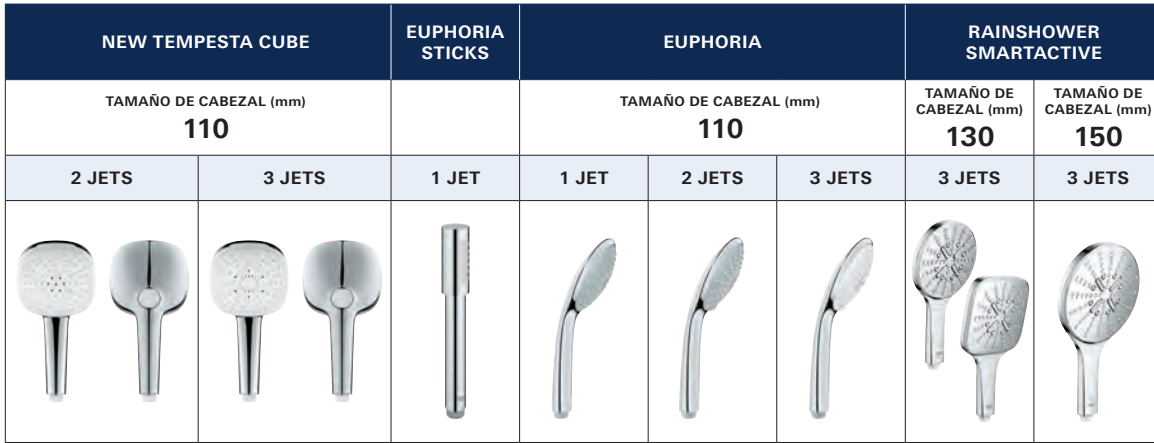 NEW TEMPESTA CUBE
EUPHORIA
STICKS
EUPHORIA
RAINSHOWER
SMARTACTIVE
TAMAÑO DE CABEZAL (mm)
110
TAMAÑO DE CABEZAL (mm)
110
TAMAÑO DE
CABEZAL (mm)
130
TAMAÑO DE
CABEZAL (mm)
150
2 JETS
3 JETS
1 JET
1 JET
2 JETS
3 JETS
3 JETS
3 JETS